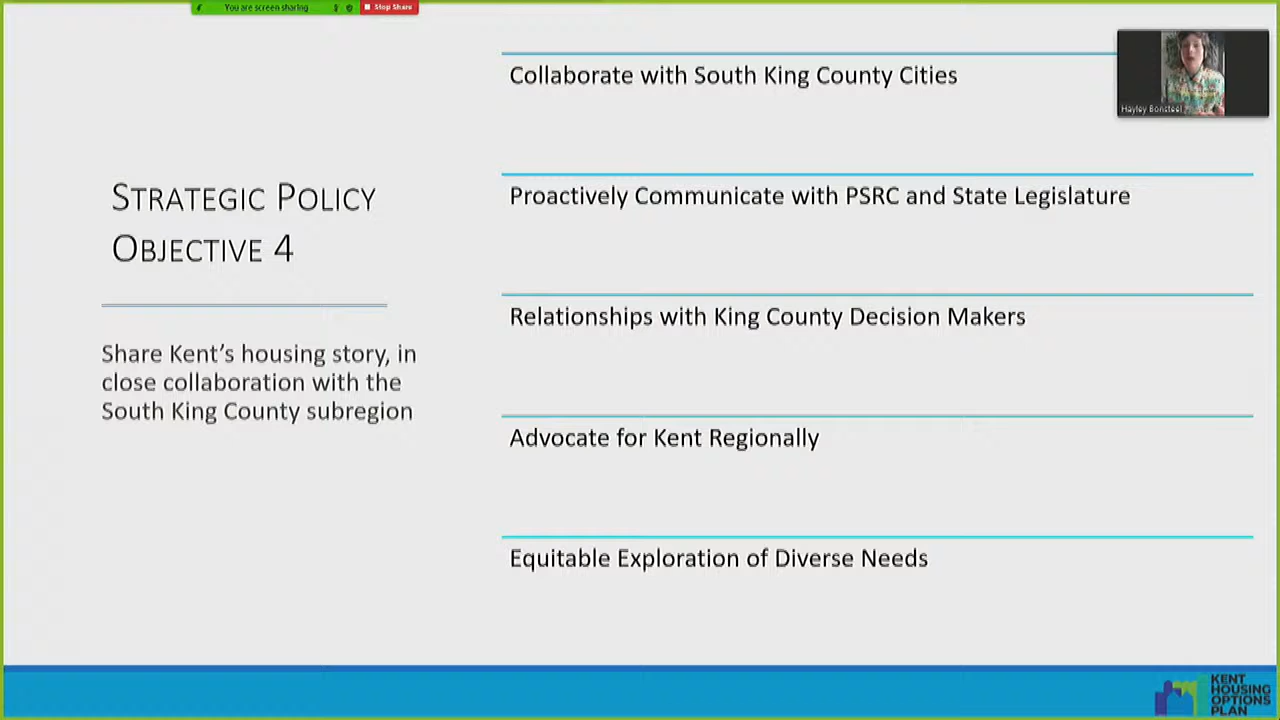 You are screen sharing
Stop Share
Collaborate with South King County Cities
Hayley Bonsteel
Proactively Communicate with PSRC and State Legislature
STRATEGIC POLICY
OBJECTIVE 4
Relationships with King County Decision Makers
Share Kent's housing story, in
close collaboration with the
South King County subregion
Advocate for Kent Regionally
Equitable Exploration of Diverse Needs
KENT
HOUSING
OPTIONS
PLAN